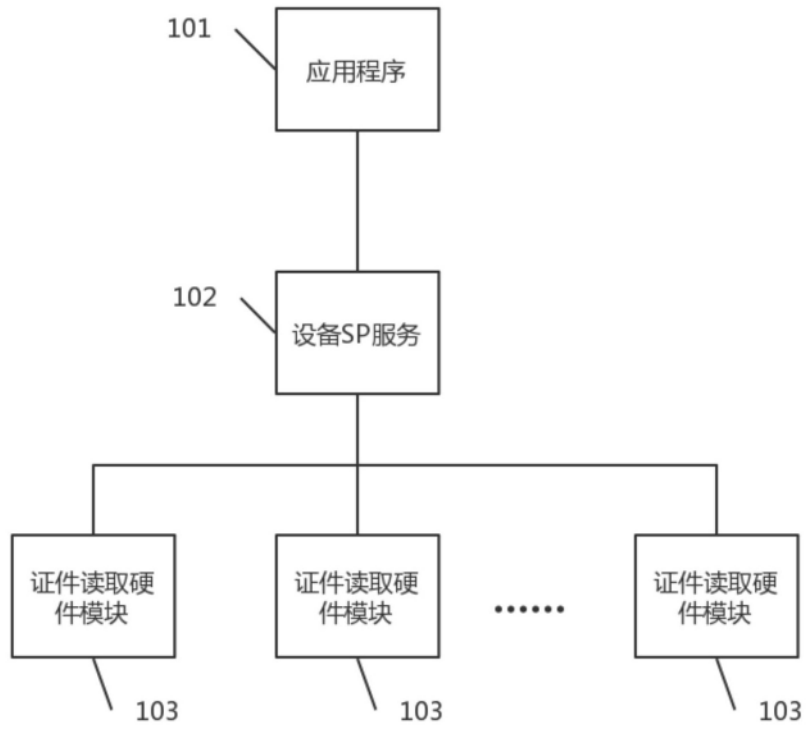 101
应用程序
102
设备SP服务
证件读取硬
件模块
证件读取硬
件模块
......
证件读取硬
件模块
103
103
103